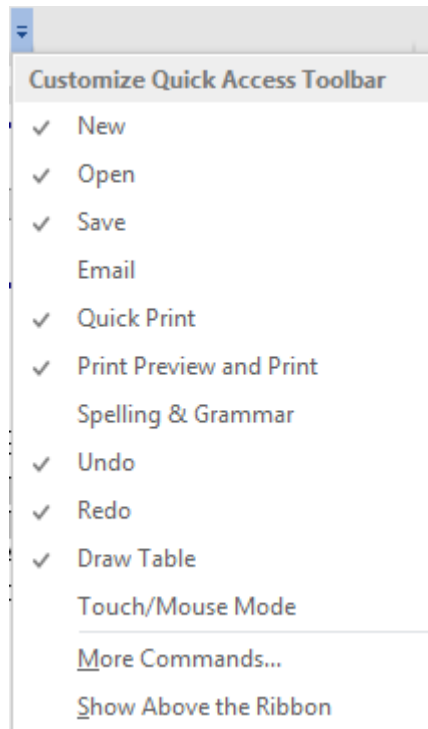 Customize Quick Access Toolbar
New
Open
Save
Email
Quick Print
Print Preview and Print
Spelling & Grammar
Undo
Redo
Draw Table
Touch/Mouse Mode
More Commands...
Show Above the Ribbon